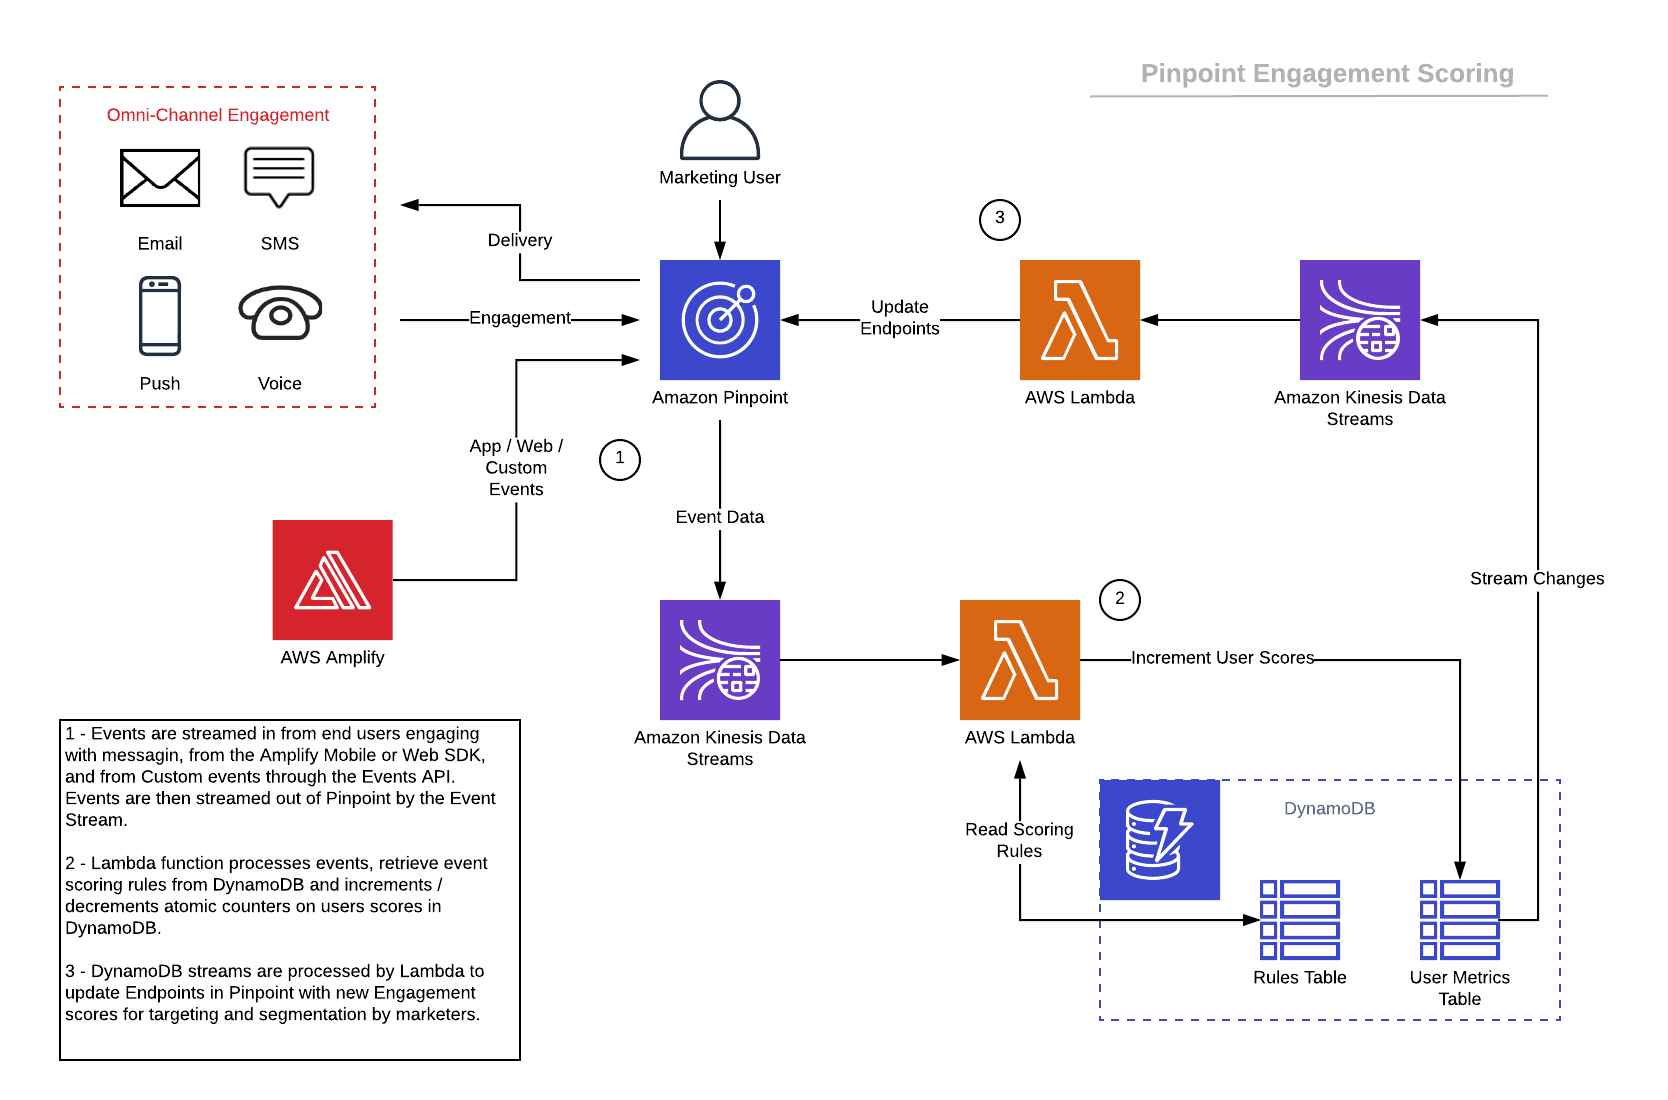 Pinpoint Engagement Scoring
Omni-Channel Engagement
Email
SMS
Push
Voice
Marketing User
Delivery
Engagement
Amazon Pinpoint
Update
Endpoints
3
AWS Lambda
Amazon Kinesis Data
Streams
App / Web /
Custom
Events
1
Event Data
AWS Amplify
Stream Changes
Amazon Kinesis Data
Streams
AWS Lambda
2
Increment User Scores
Read Scoring
Rules
DynamoDB
Rules Table
User Metrics
Table
1 - Events are streamed in from end users engaging
with messagin, from the Amplify Mobile or Web SDK,
and from Custom events through the Events API.
Events are then streamed out of Pinpoint by the Event
Stream.
2 - Lambda function processes events, retrieve event
scoring rules from DynamoDB and increments /
decrements atomic counters on users scores in
DynamoDB.
3 - DynamoDB streams are processed by Lambda to
update Endpoints in Pinpoint with new Engagement
scores for targeting and segmentation by marketers.